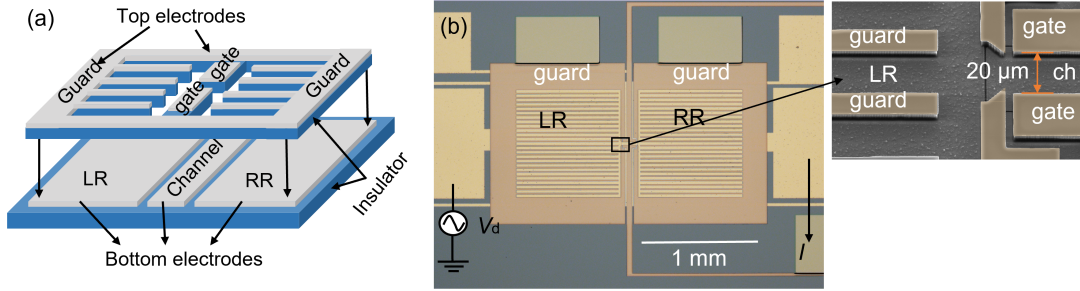 (a)
Top electrodes
Guard
gate
gate
Guard
LR
Channel
RR
Insulator
Bottom electrodes
(b)
guard
guard
LR
RR
Vd
I
1 mm
guard
gate
LR
20 μm
ch
guard
gate